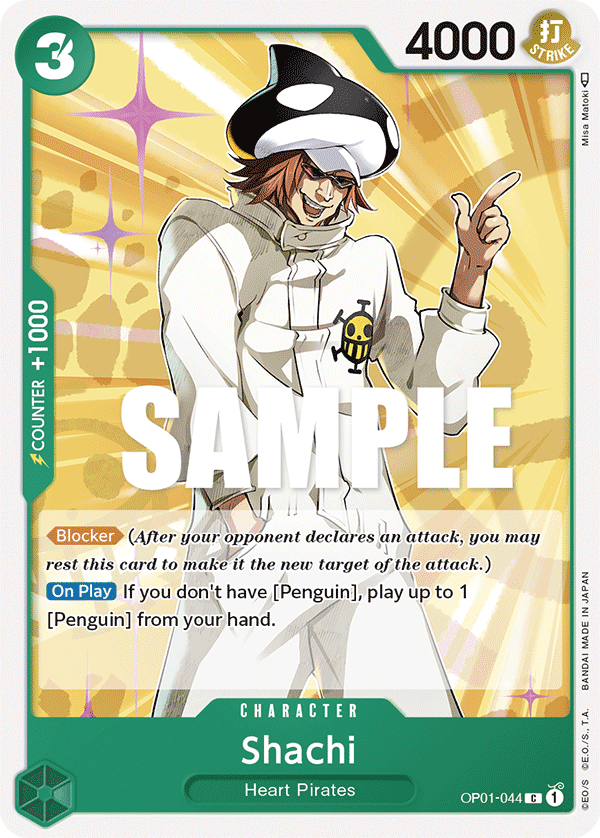 3
4000
打
STRIKE
Misa Matoki
COUNTER +1000
SAMPLE
Blocker (After your opponent declares an attack, you may
rest this card to make it the new target of the attack.)
On Play If you don't have [Penguin], play up to 1
[Penguin] from your hand.
CHARACTER
Shachi
Heart Pirates
OP01-044 C 1
©EO/S ©E.O./S., T.A. BANDAI MADE IN JAPAN